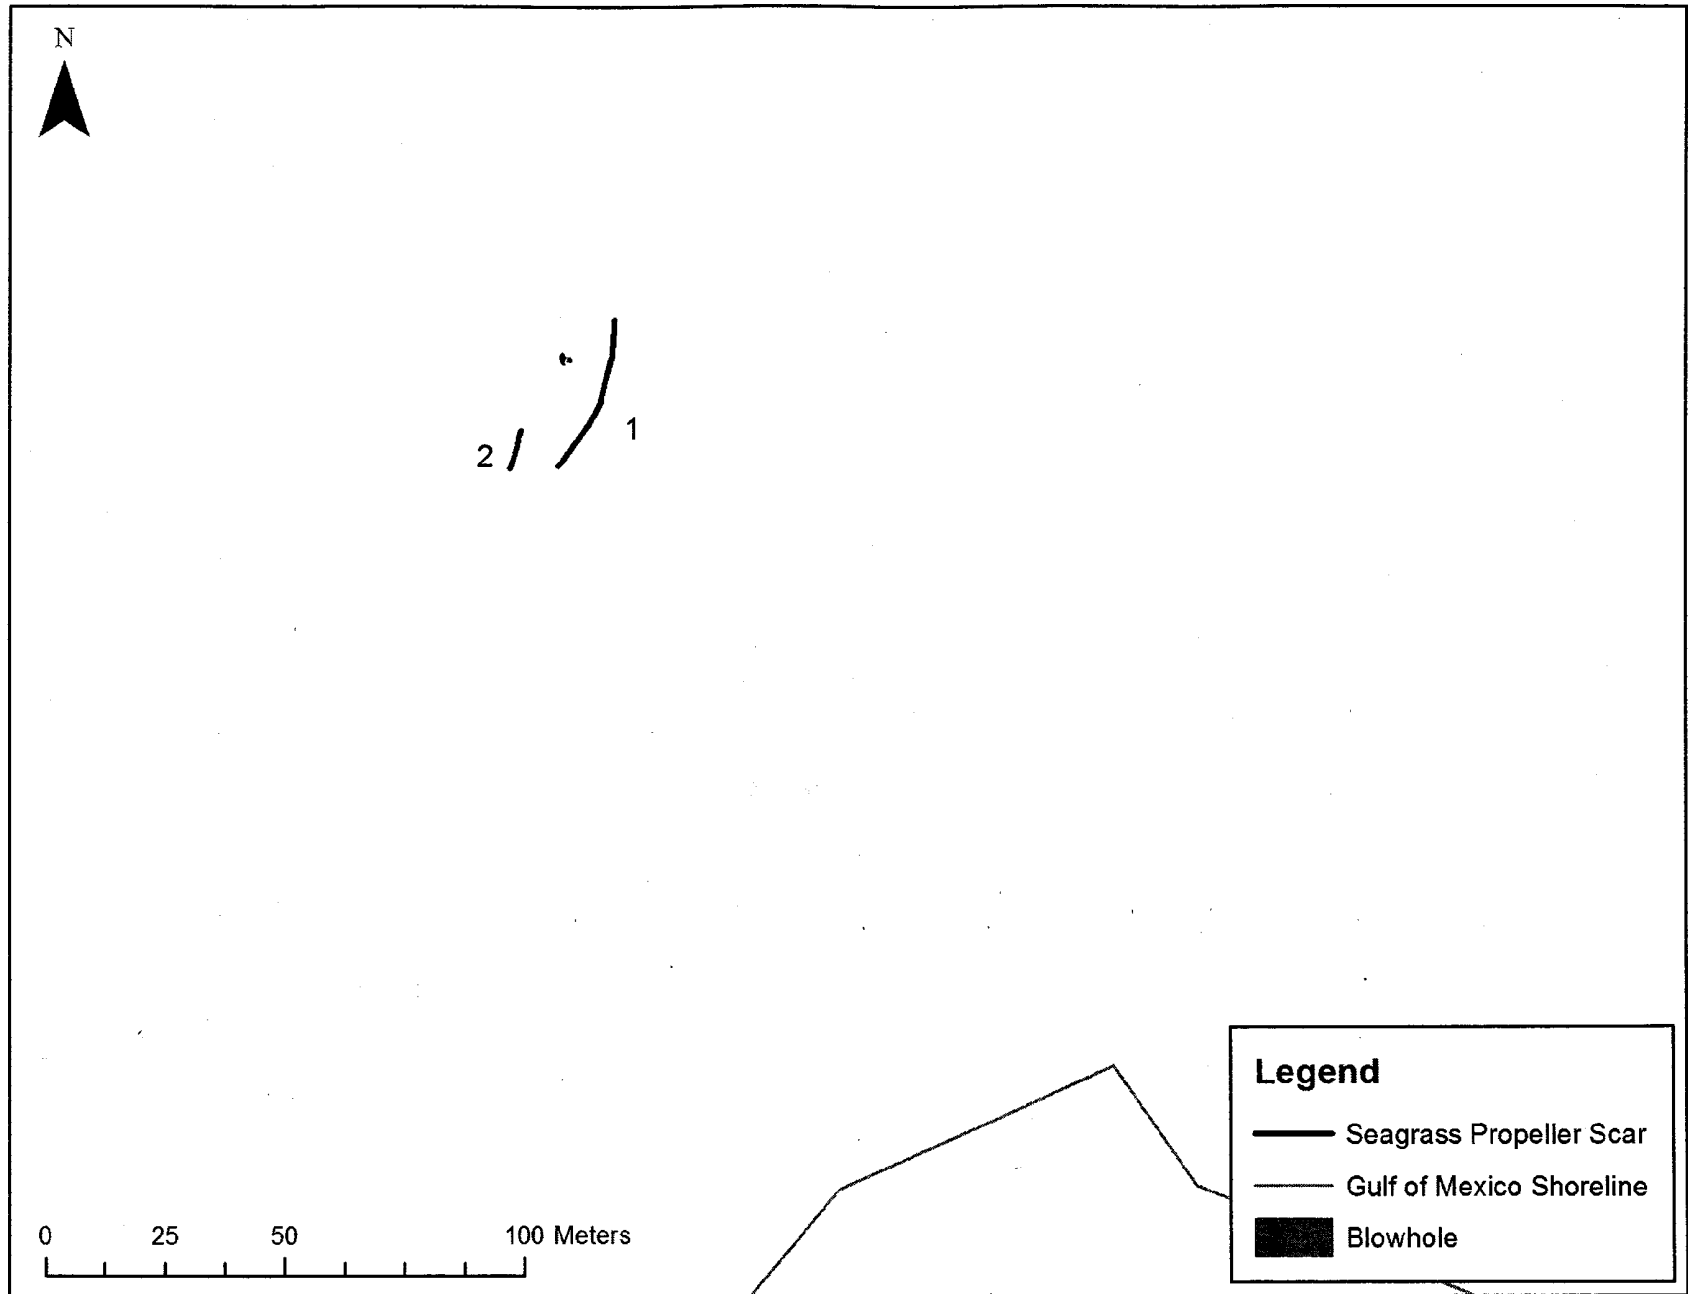 N
1
2
Legend
Seagrass Propeller Scar
Gulf of Mexico Shoreline
Blowhole
0 25 50 100 Meters